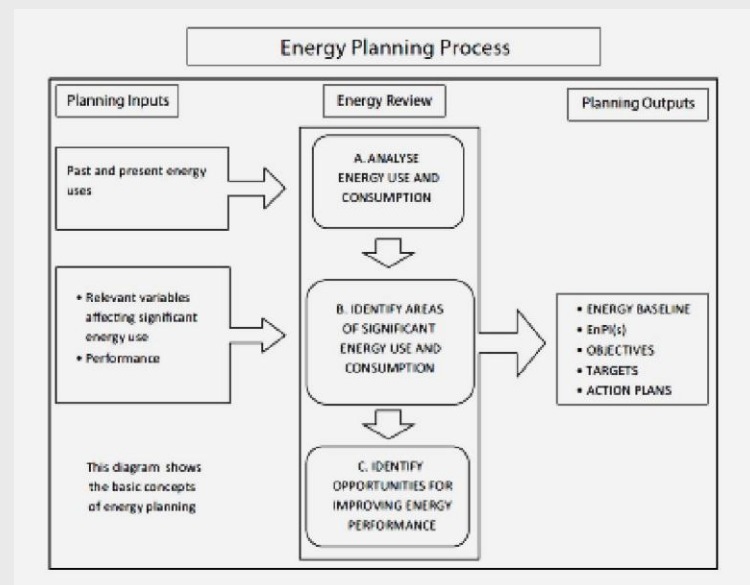 Energy Planning Process
Planning Inputs
Energy Review
Planning Outputs
Past and present energy
uses
A. ANALYSE
ENERGY USE AND
CONSUMPTION
• Relevant variables
affecting significant
energy use
• Performance
B. IDENTIFY AREAS
OF SIGNIFICANT
ENERGY USE AND
CONSUMPTION
• ENERGY BASELINE
• EnPI(s)
• OBJECTIVES
• TARGETS
• ACTION PLANS
This diagram shows
the basic concepts
of energy planning
C. IDENTIFY
OPPORTUNITIES FOR
IMPROVING ENERGY
PERFORMANCE